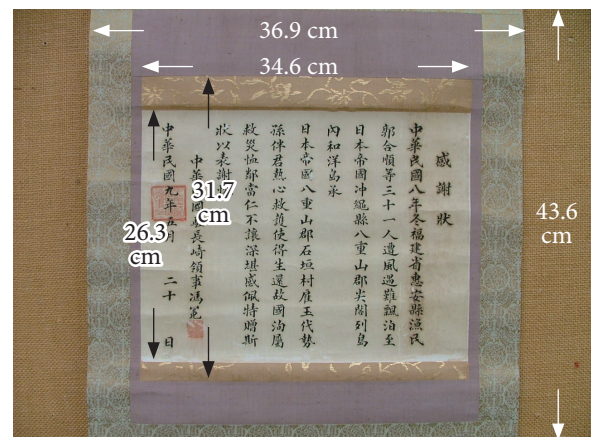 36.9 cm
34.6 cm
感謝狀
中華民國八年冬福建省惠安縣漁民
郭合順等三十一人遭風遇難飄泊至
日本帝國沖繩縣八重山郡尖閣列島
內和洋島承
日本帝國八重山郡石垣村雇玉代勢
孫伴君熱心救護使得生還故國洵屬
救災恤鄰當仁不讓深堪感佩特贈斯
狀以表謝
中華 國 長崎領事馮冕
中華民國九年五月 二十 日
31.7
cm
26.3
cm
43.6
cm